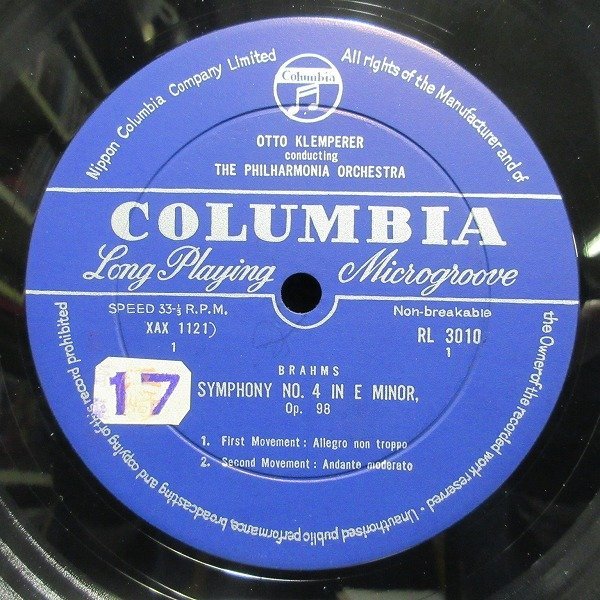 Nippon Columbia Company Limited
All rights of the Manufacturer and of
the Owner of the recorded work reserved
• Unauthorised public performance, broadcasting and copying of this record prohibited
Columbia
OTTO KLEMPERER
conducting
THE PHILHARMONIA ORCHESTRA
COLUMBIA
Long Playing Microgroove
SPEED 33-⅓ R.P.M. Non-breakable
XAX 1121) RL 3010
1 1
17
BRAHMS
SYMPHONY NO. 4 IN E MINOR,
Op. 98
1. First Movement: Allegro non troppo
2. Second Movement: Andante moderato